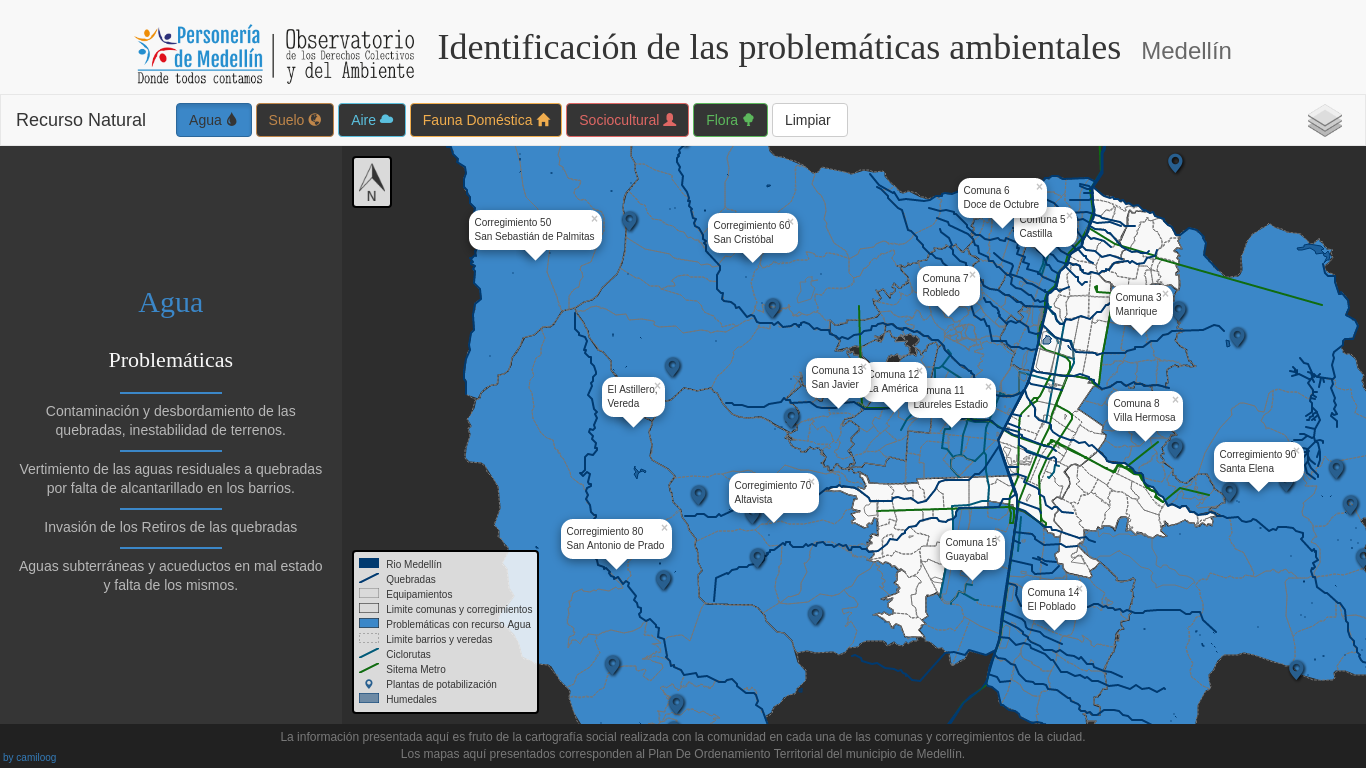 Personería
de Medellín
Donde todos contamos
Observatorio
de los Derechos Colectivos
y del Ambiente
Identificación de las problemáticas ambientales Medellín
Recurso Natural
Agua
Suelo
Aire
Fauna Doméstica
Sociocultural
Flora
Limpiar
Agua
Problemáticas
Contaminación y desbordamiento de las
quebradas, inestabilidad de terrenos.
Vertimiento de las aguas residuales a quebradas
por falta de alcantarillado en los barrios.
Invasión de los Retiros de las quebradas
Aguas subterráneas y acueductos en mal estado
y falta de los mismos.
N
Comuna 6
Doce de Octubre
Comuna 5
Castilla
Corregimiento 50
San Sebastián de Palmitas
Corregimiento 60
San Cristóbal
Comuna 7
Robledo
Comuna 3
Manrique
Comuna 13
San Javier
Comuna 12
La América
muna 11
Laureles Estadio
El Astillero,
Vereda
Comuna 8
Villa Hermosa
Corregimiento 90
Santa Elena
Corregimiento 70
Altavista
Corregimiento 80
San Antonio de Prado
Comuna 15
Guayabal
Comuna 14
El Poblado
Rio Medellín
Quebradas
Equipamientos
Limite comunas y corregimientos
Problemáticas con recurso Agua
Limite barrios y veredas
Ciclorutas
Sitema Metro
Plantas de potabilización
Humedales
La información presentada aquí es fruto de la cartografía social realizada con la comunidad en cada una de las comunas y corregimientos de la ciudad.
Los mapas aquí presentados corresponden al Plan De Ordenamiento Territorial del municipio de Medellín.
by camiloog